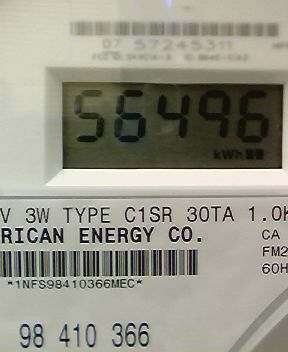 07 57245311
56496
kWh
V 3W TYPE C1SR 30TA 1.0K
RICAN ENERGY CO.
CA
FM2
60H
*1NFS98410366MEC*
98 410 366